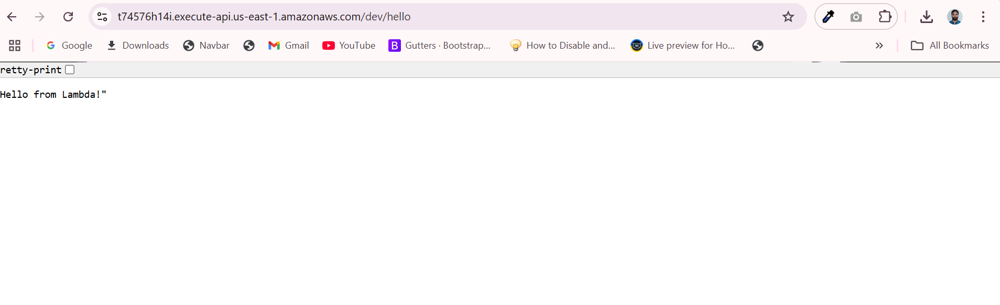 t74576h14i.execute-api.us-east-1.amazonaws.com/dev/hello
Google Downloads Navbar Gmail YouTube B Gutters · Bootstrap... How to Disable and... Live preview for Ho... » All Bookmarks
retty-print
Hello from Lambda!"